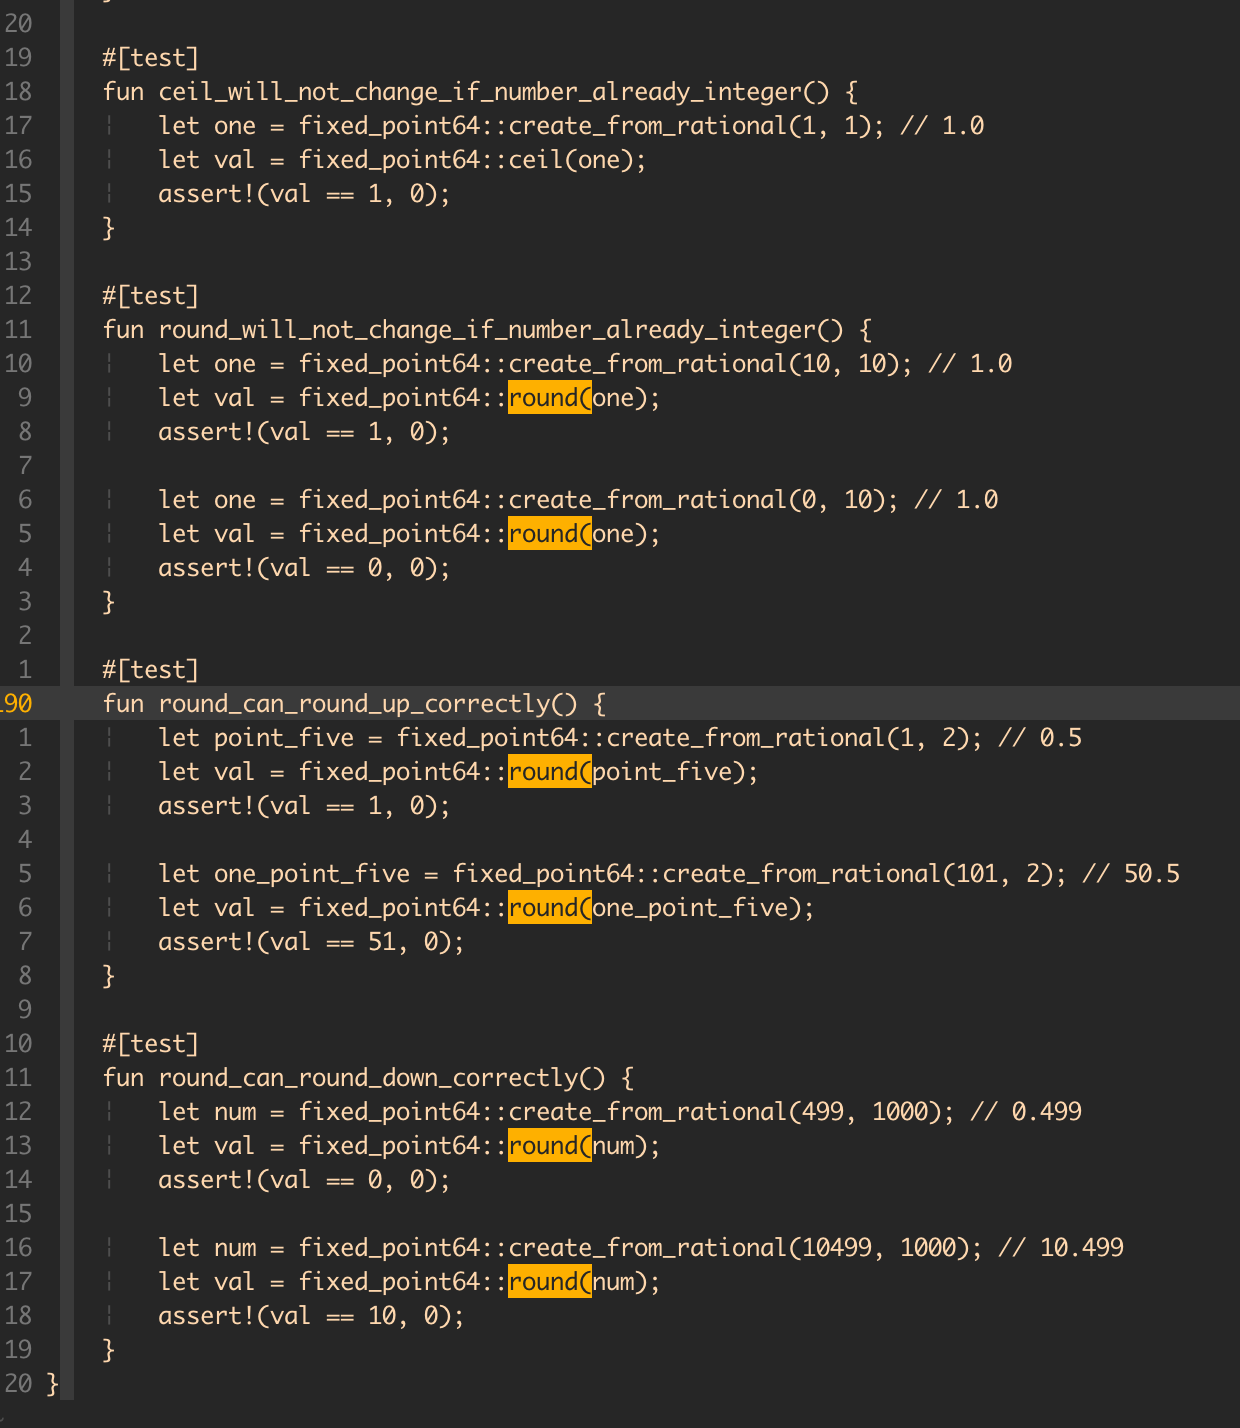 20
19 #[test]
18 fun ceil_will_not_change_if_number_already_integer() {
17 let one = fixed_point64::create_from_rational(1, 1); // 1.0
16 let val = fixed_point64::ceil(one);
15 assert!(val == 1, 0);
14 }
13
12 #[test]
11 fun round_will_not_change_if_number_already_integer() {
10 let one = fixed_point64::create_from_rational(10, 10); // 1.0
9 let val = fixed_point64::round(one);
8 assert!(val == 1, 0);
7
6 let one = fixed_point64::create_from_rational(0, 10); // 1.0
5 let val = fixed_point64::round(one);
4 assert!(val == 0, 0);
3 }
2
1 #[test]
190 fun round_can_round_up_correctly() {
1 let point_five = fixed_point64::create_from_rational(1, 2); // 0.5
2 let val = fixed_point64::round(point_five);
3 assert!(val == 1, 0);
4
5 let one_point_five = fixed_point64::create_from_rational(101, 2); // 50.5
6 let val = fixed_point64::round(one_point_five);
7 assert!(val == 51, 0);
8 }
9
10 #[test]
11 fun round_can_round_down_correctly() {
12 let num = fixed_point64::create_from_rational(499, 1000); // 0.499
13 let val = fixed_point64::round(num);
14 assert!(val == 0, 0);
15
16 let num = fixed_point64::create_from_rational(10499, 1000); // 10.499
17 let val = fixed_point64::round(num);
18 assert!(val == 10, 0);
19 }
20 }